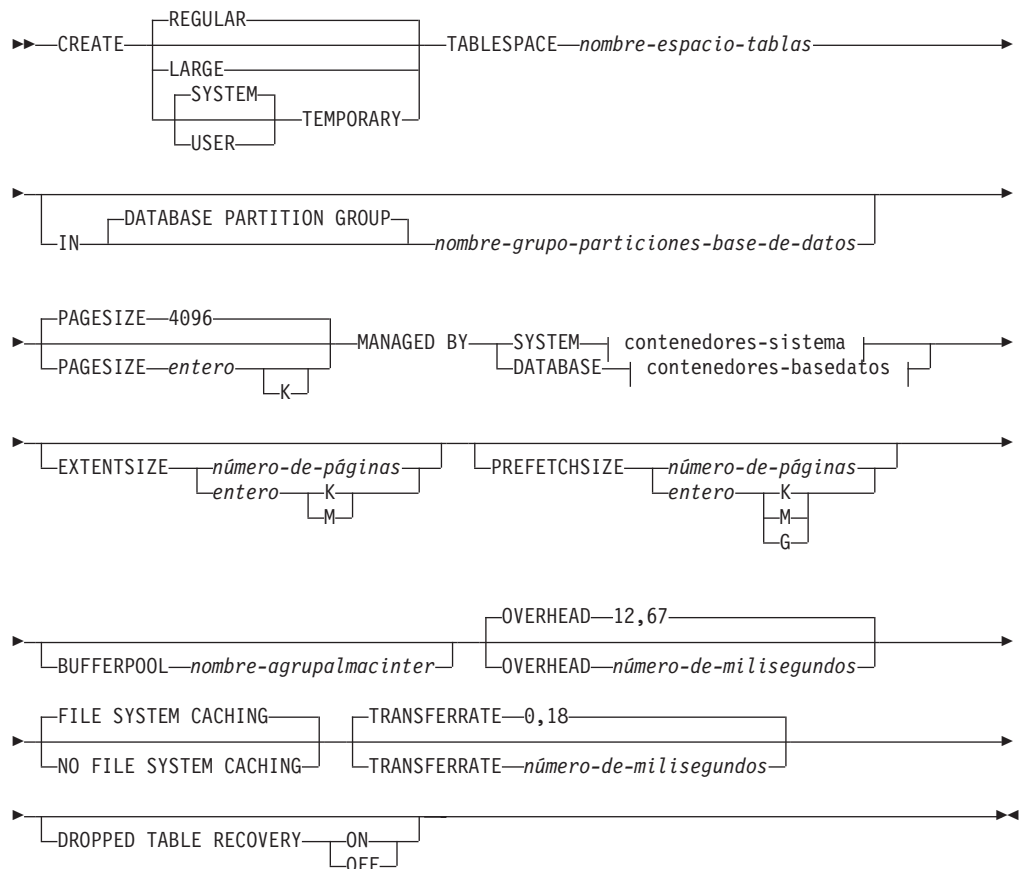 REGULAR
CREATE TABLESPACE nombre-espacio-tablas
LARGE
SYSTEM
TEMPORARY
USER
DATABASE PARTITION GROUP
IN nombre-grupo-particiones-base-de-datos
PAGESIZE 4096
MANAGED BY SYSTEM contenedores-sistema
PAGESIZE entero DATABASE contenedores-basedatos
K
EXTENTSIZE número-de-páginas PREFETCHSIZE número-de-páginas
entero K entero K
M M
G
OVERHEAD 12,67
BUFFERPOOL nombre-agrupalmacinter OVERHEAD número-de-milisegundos
FILE SYSTEM CACHING TRANSFERRATE 0,18
NO FILE SYSTEM CACHING TRANSFERRATE número-de-milisegundos
DROPPED TABLE RECOVERY ON
OFF